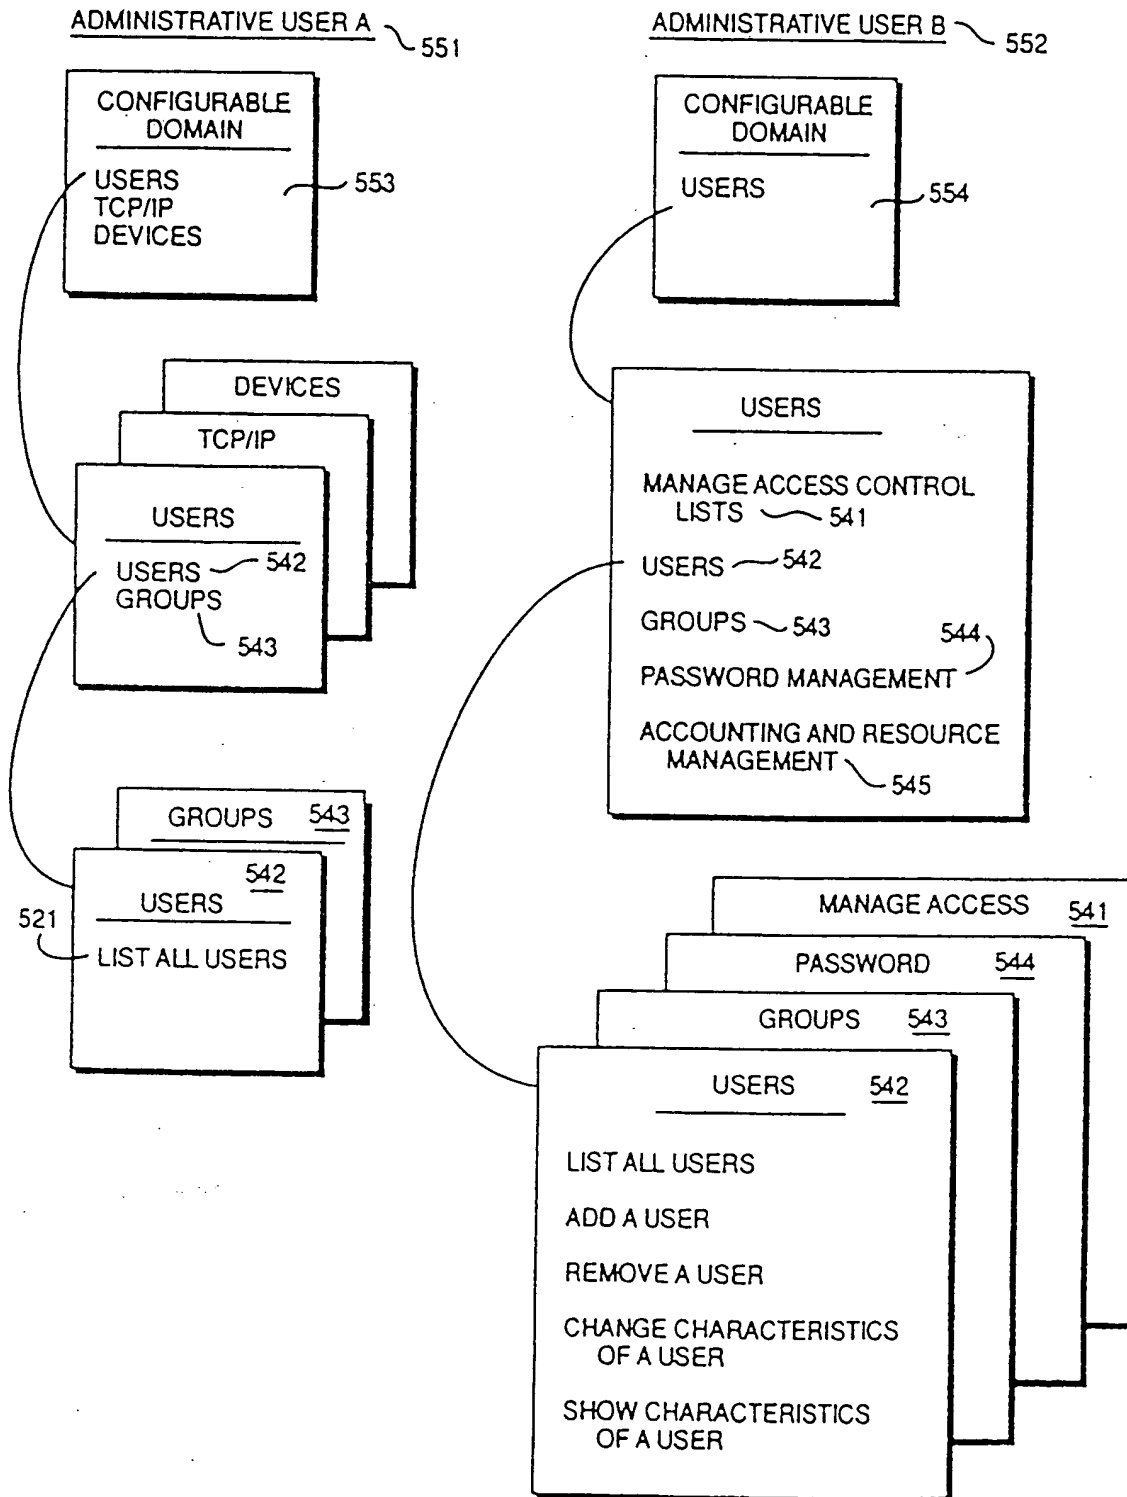 ADMINISTRATIVE USER A
551
CONFIGURABLE
DOMAIN
USERS
TCP/IP
DEVICES
553
DEVICES
TCP/IP
USERS
USERS 542
GROUPS
543
GROUPS 543
542
USERS
521
LIST ALL USERS
ADMINISTRATIVE USER B
552
CONFIGURABLE
DOMAIN
USERS
554
USERS
MANAGE ACCESS CONTROL
LISTS 541
USERS 542
GROUPS 543
544
PASSWORD MANAGEMENT
ACCOUNTING AND RESOURCE
MANAGEMENT
545
MANAGE ACCESS 541
PASSWORD 544
GROUPS 543
USERS 542
LIST ALL USERS
ADD A USER
REMOVE A USER
CHANGE CHARACTERISTICS
OF A USER
SHOW CHARACTERISTICS
OF A USER